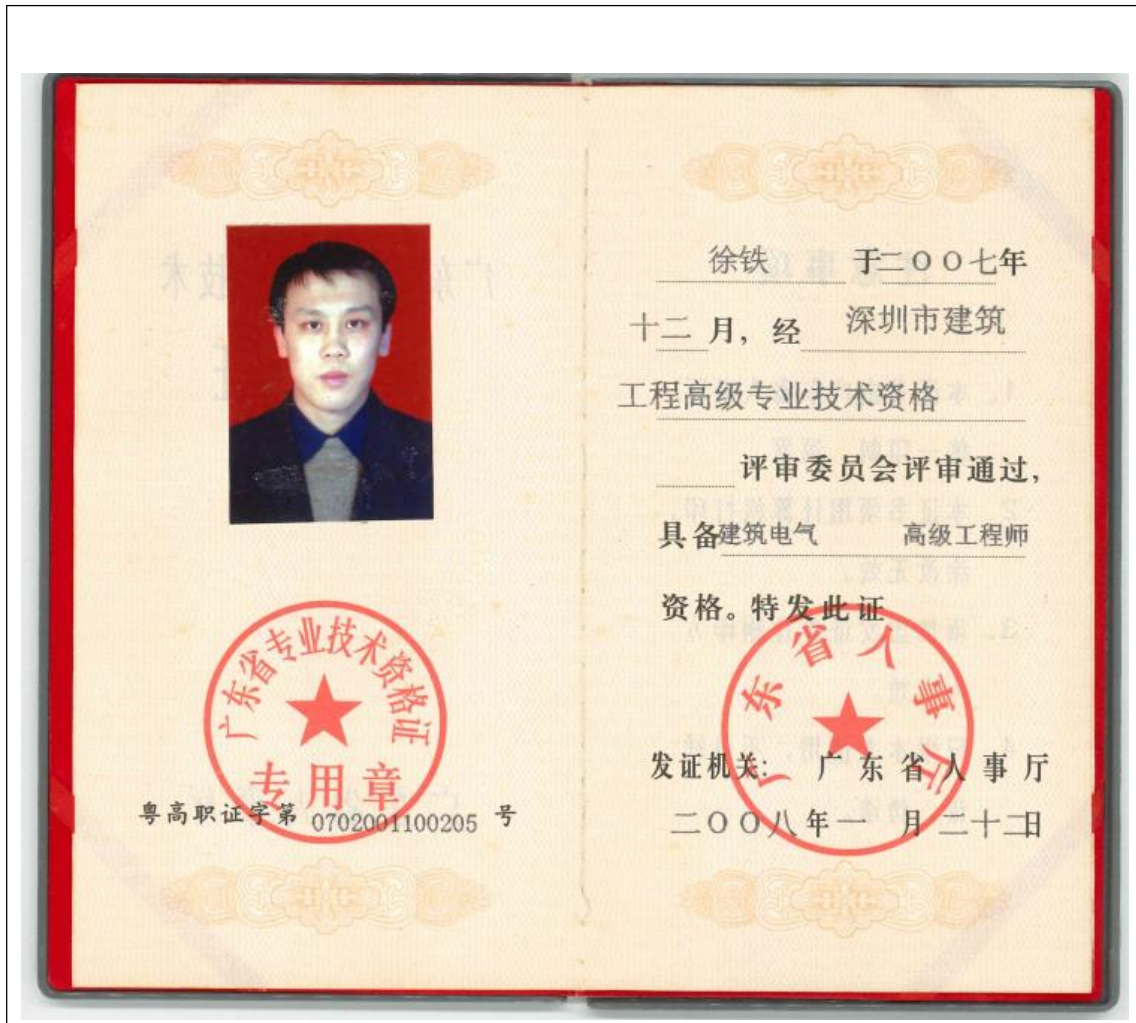 广东省专业技术资格证
专用章
粤高职证字第 0702001100205 号
徐铁 于二〇〇七年
十二月，经 深圳市建筑
工程高级专业技术资格
评审委员会评审通过，
具备建筑电气 高级工程师
资格。特发此证
广东省人事厅
发证机关：广东省人事厅
二〇〇八年一 月二十二日